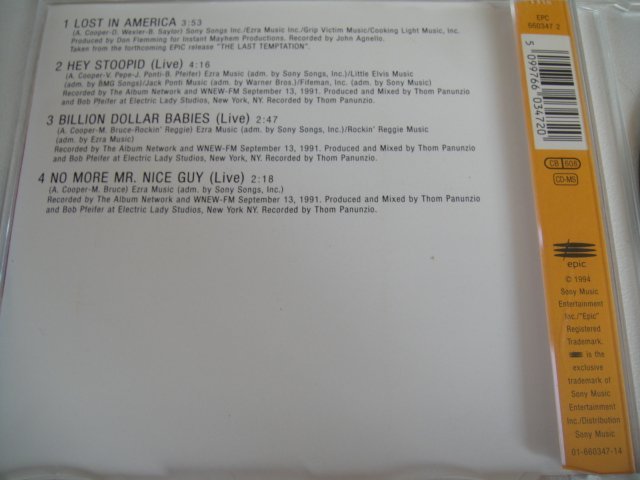 1 LOST IN AMERICA 3:53
(A. Cooper-D. Wexler-B. Saylor) Sony Songs Inc./Ezra Music Inc./Grip Victim Music/Cooking Light Music, Inc.
Produced by Don Flemming for Instant Mayhem Productions. Recorded by John Agnello.
Taken from the forthcoming EPIC release "THE LAST TEMPTATION".
2 HEY STOOPID (Live) 4:16
(A. Cooper-V. Pepe-J. Ponti-B. Pfeifer) Ezra Music (adm. by Sony Songs, Inc.)/Little Elvis Music
(adm. by BMG Songs)/Jack Ponti Music (adm. by Warner Bros.)/Fifeman, Inc. (adm. by Sony Music)
Recorded by The Album Network and WNEW-FM September 13, 1991. Produced and Mixed by Thom Panunzio
and Bob Pfeifer at Electric Lady Studios, New York, NY. Recorded by Thom Panunzio.
3 BILLION DOLLAR BABIES (Live) 2:47
(A. Cooper-M. Bruce-Rockin' Reggie) Ezra Music (adm. by Sony Songs, Inc.)/Rockin' Reggie Music
(adm. by Ezra Music)
Recorded by The Album Network and WNEW-FM September 13, 1991. Produced and Mixed by Thom Panunzio
and Bob Pfeifer at Electric Lady Studios, New York, NY. Recorded by Thom Panunzio.
4 NO MORE MR. NICE GUY (Live) 2:18
(A. Cooper-M. Bruce) Ezra Music (adm. by Sony Songs, Inc.)
Recorded by The Album Network and WNEW-FM September 13, 1991. Produced and Mixed by Thom Panunzio
and Bob Pfeifer at Electric Lady Studios, New York NY. Recorded by Thom Panunzio.
EPC
660347 2
5 099766 034720
CB 608
CD-MS
epic
© 1994
Sony Music
Entertainment
Inc./"Epic"
Registered
Trademark.
is the
exclusive
trademark of
Sony Music
Entertainment
Inc./Distribution
Sony Music
01-660347-14